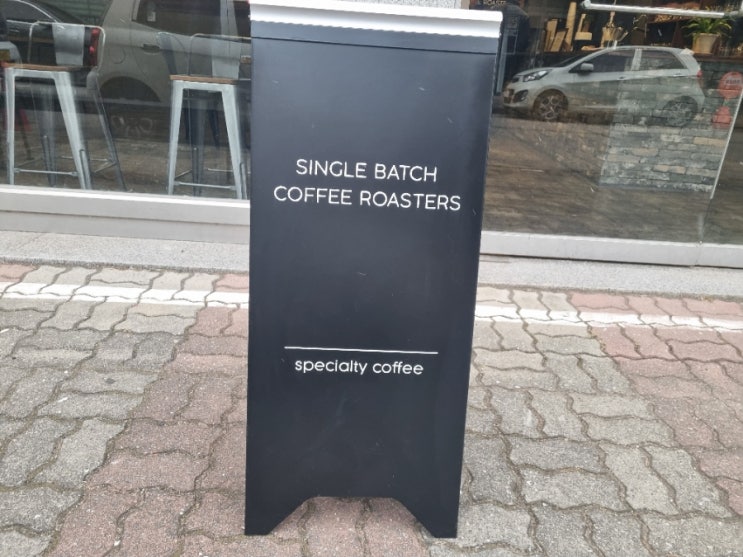 SINGLE BATCH
COFFEE ROASTERS
specialty coffee